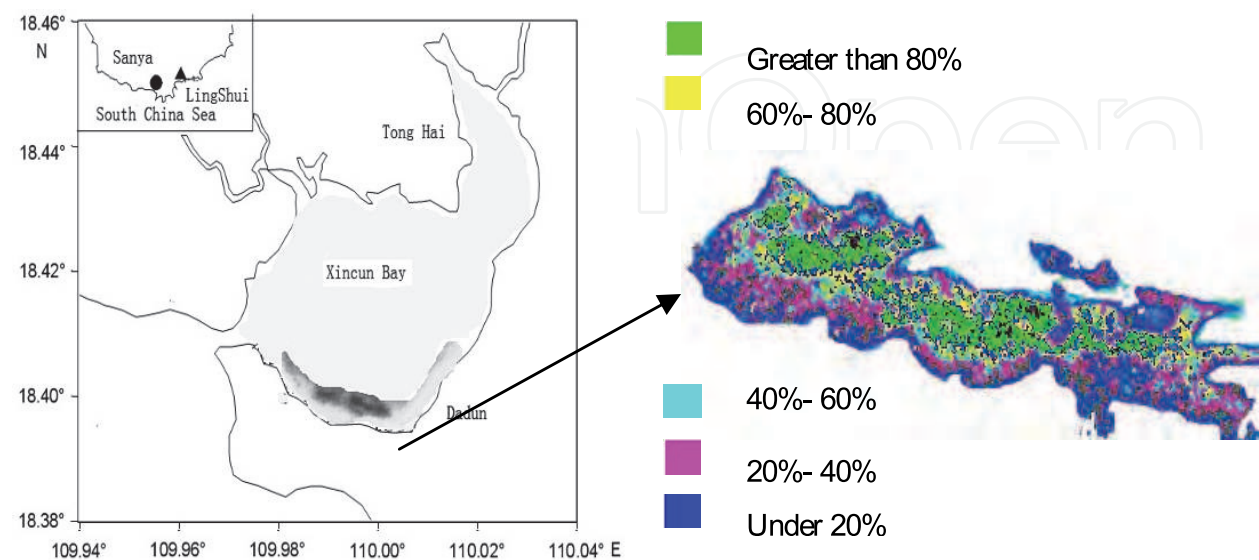 18.46°
N
18.44°
18.42°
18.40°
18.38°
109.94°
109.96°
109.98°
110.00°
110.02°
110.04° E
Sanya
LingShui
South China Sea
Tong Hai
Xincun Bay
Dadun
Greater than 80%
60%- 80%
40%- 60%
20%- 40%
Under 20%